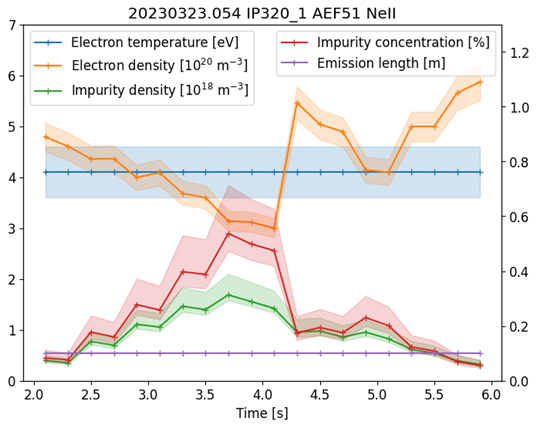 20230323.054 IP320_1 AEF51 NeII
Electron temperature [eV]
Electron density [10²⁰ m⁻³]
Impurity density [10¹⁸ m⁻³]
Impurity concentration [%]
Emission length [m]
7
6
5
4
3
2
1
0
1.2
1.0
0.8
0.6
0.4
0.2
0.0
2.0 2.5 3.0 3.5 4.0 4.5 5.0 5.5 6.0
Time [s]